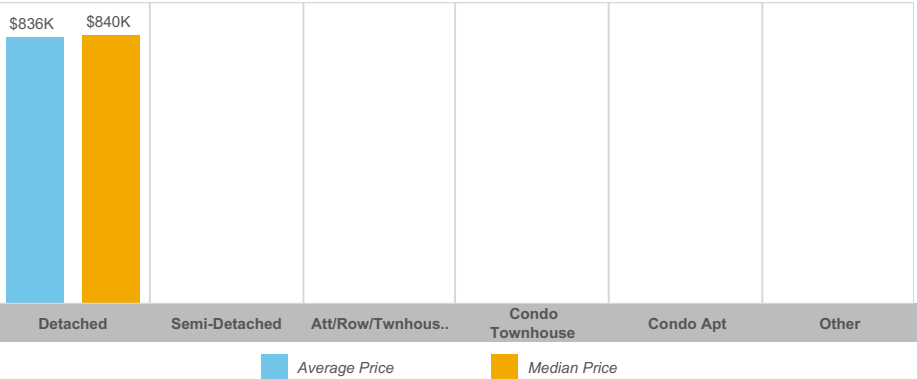 $836K
$840K
Detached
Semi-Detached
Att/Row/Twnhous..
Condo
Townhouse
Condo Apt
Other
Average Price
Median Price